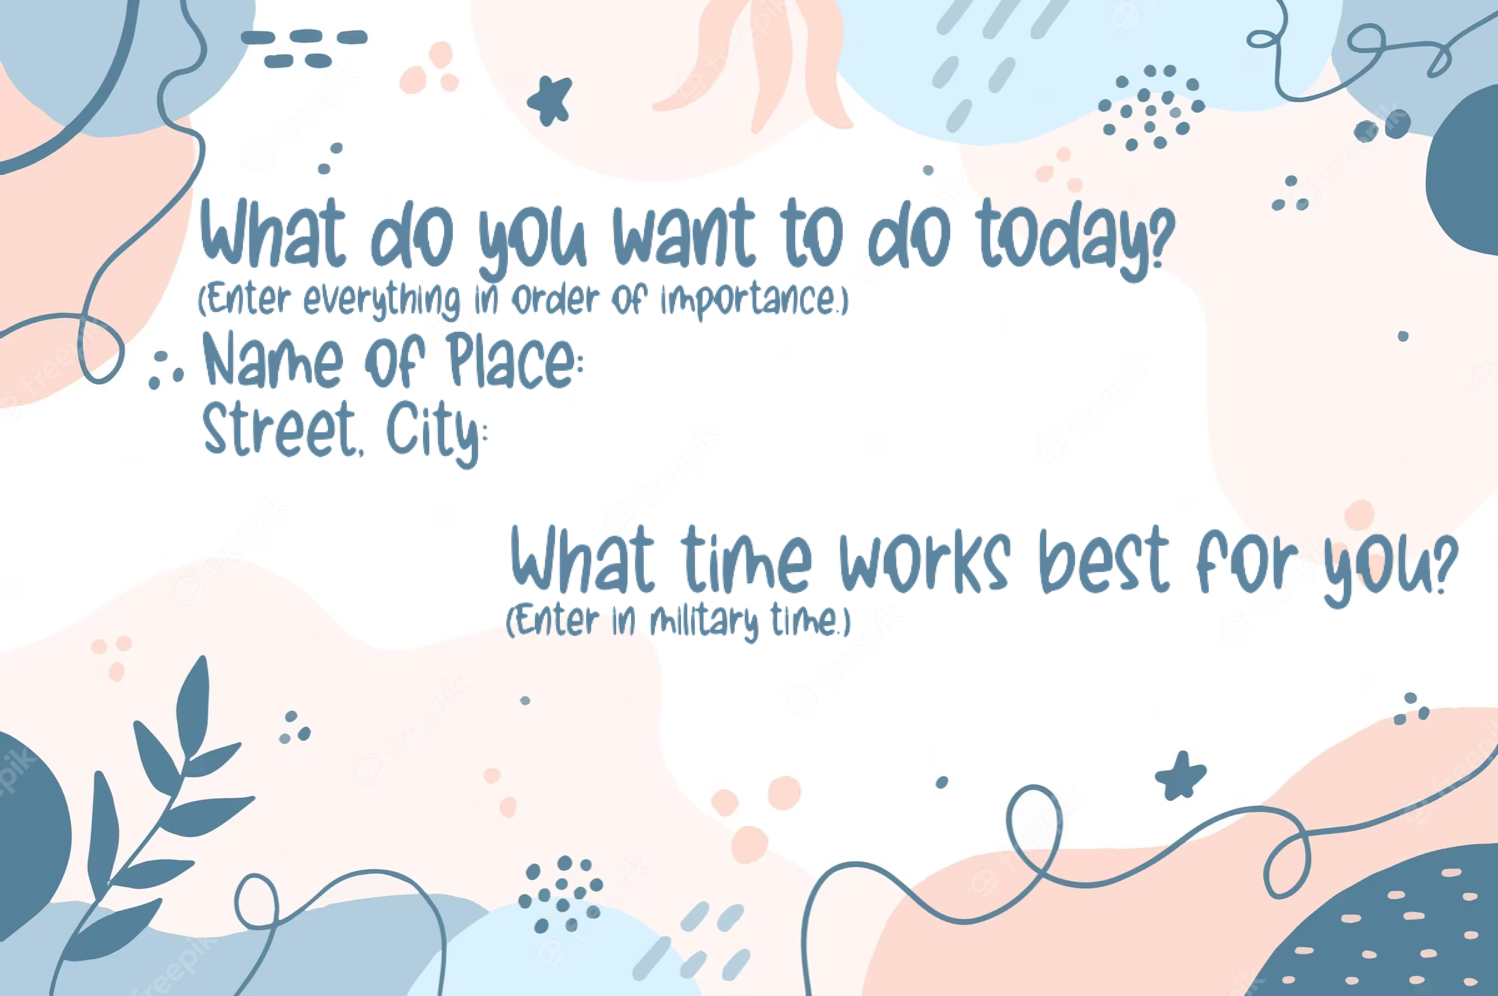 What do you want to do today?
(Enter everything in order of importance.)
Name of Place:
Street, City:
What time works best for you?
(Enter in military time.)
freepik